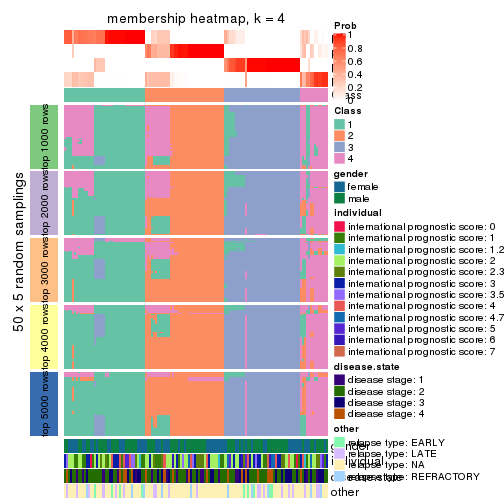 membership heatmap, k = 4
50 x 5 random samplings
top 1000 rows
top 2000 rows
top 3000 rows
top 4000 rows
top 5000 rows
Prob
1
0.8
0.6
0.4
0.2
0
Class
Class
1
2
3
4
gender
female
male
individual
international prognostic score: 0
international prognostic score: 1
international prognostic score: 1.2
international prognostic score: 2
international prognostic score: 2.3
international prognostic score: 3
international prognostic score: 3.5
international prognostic score: 4
international prognostic score: 4.7
international prognostic score: 5
international prognostic score: 6
international prognostic score: 7
disease.state
disease stage: 1
disease stage: 2
disease stage: 3
disease stage: 4
other
relapse type: EARLY
relapse type: LATE
relapse type: NA
relapse type: REFRACTORY
gender
individual
disease.state
other